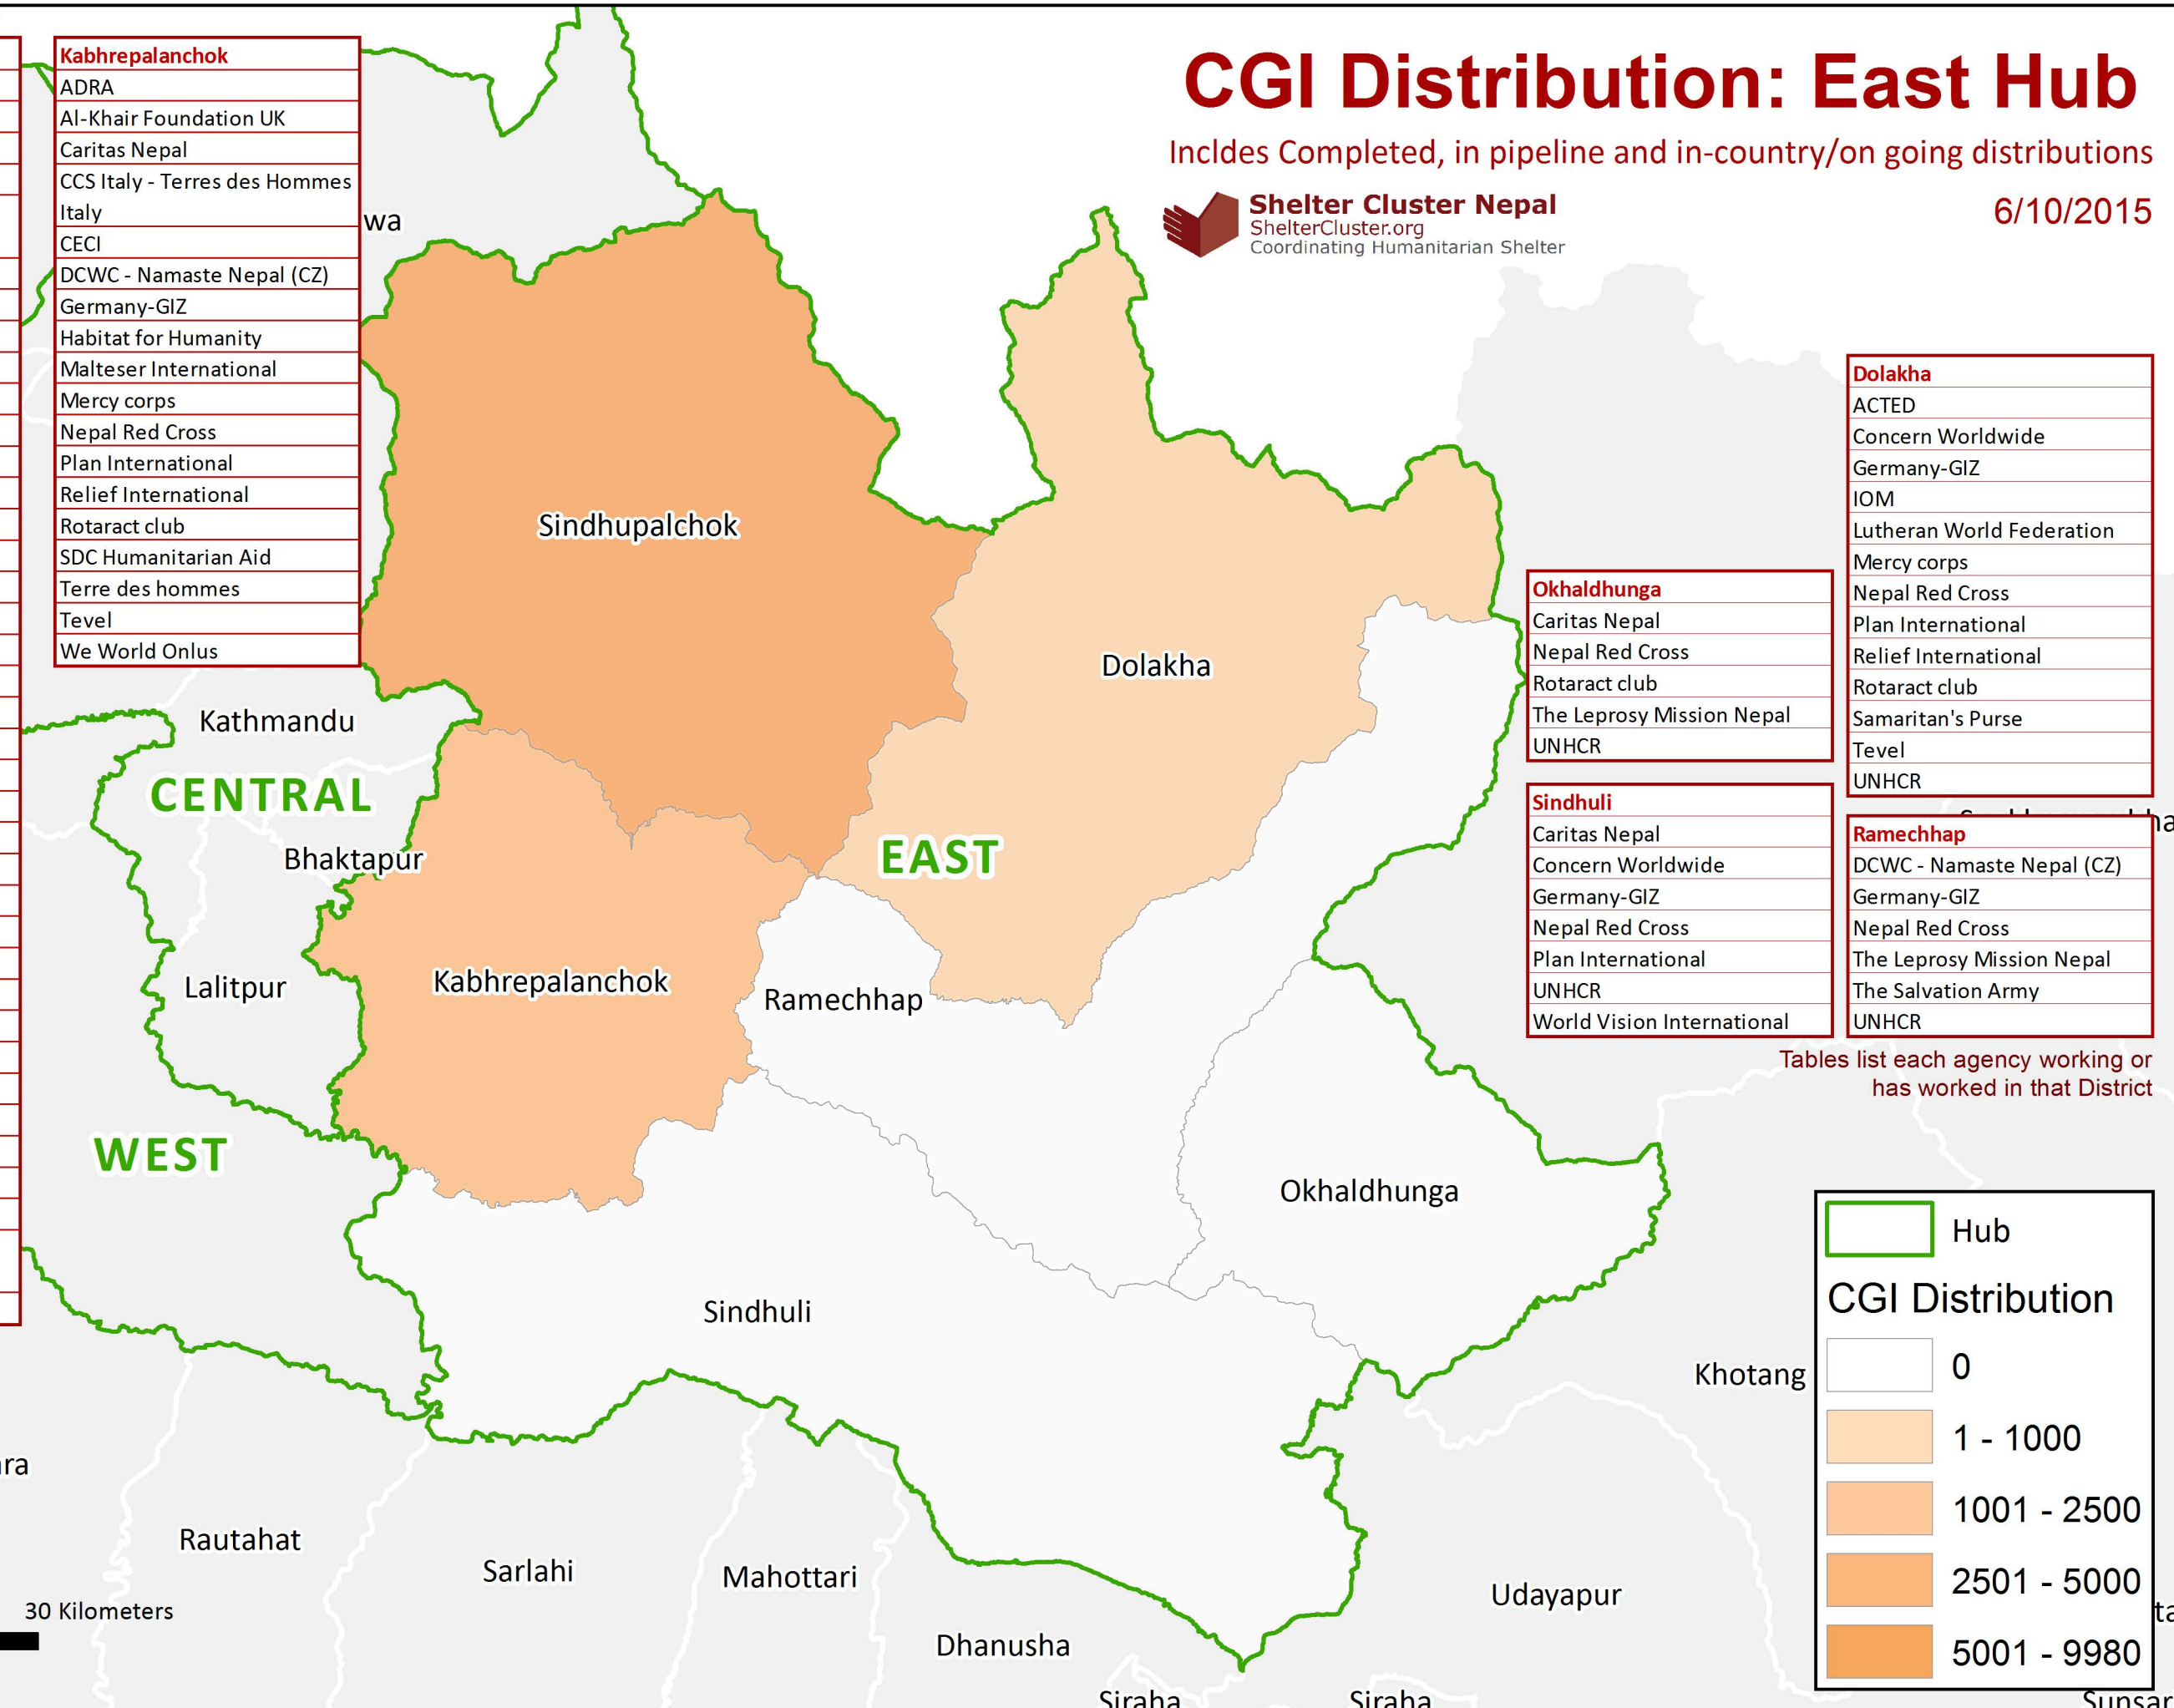 CGI Distribution: East Hub
Incldes Completed, in pipeline and in-country/on going distributions
6/10/2015
Shelter Cluster Nepal
ShelterCluster.org
Coordinating Humanitarian Shelter
Kabhrepalanchok
ADRA
Al-Khair Foundation UK
Caritas Nepal
CCS Italy - Terres des Hommes
Italy
CECI
DCWC - Namaste Nepal (CZ)
Germany-GIZ
Habitat for Humanity
Malteser International
Mercy corps
Nepal Red Cross
Plan International
Relief International
Rotaract club
SDC Humanitarian Aid
Terre des hommes
Tevel
We World Onlus
wa
Sindhupalchok
Dolakha
Kathmandu
CENTRAL
Bhaktapur
EAST
Lalitpur
Kabhrepalanchok
Ramechhap
WEST
Okhaldhunga
Sindhuli
Khotang
Rautahat
Sarlahi
Mahottari
Dhanusha
Udayapur
Siraha
Siraha
ra
30 Kilometers
Dolakha
ACTED
Concern Worldwide
Germany-GIZ
IOM
Lutheran World Federation
Mercy corps
Nepal Red Cross
Plan International
Relief International
Rotaract club
Samaritan's Purse
Tevel
UNHCR
Okhaldhunga
Caritas Nepal
Nepal Red Cross
Rotaract club
The Leprosy Mission Nepal
UNHCR
Sindhuli
Caritas Nepal
Concern Worldwide
Germany-GIZ
Nepal Red Cross
Plan International
UNHCR
World Vision International
Ramechhap
DCWC - Namaste Nepal (CZ)
Germany-GIZ
Nepal Red Cross
The Leprosy Mission Nepal
The Salvation Army
UNHCR
Tables list each agency working or
has worked in that District
Hub
CGI Distribution
0
1 - 1000
1001 - 2500
2501 - 5000
5001 - 9980
Sunsar